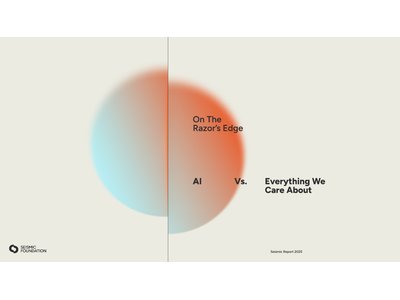 On The
Razor's Edge
AI Vs. Everything We
Care About
SEISMIC
FOUNDATION
Seismic Report 2025